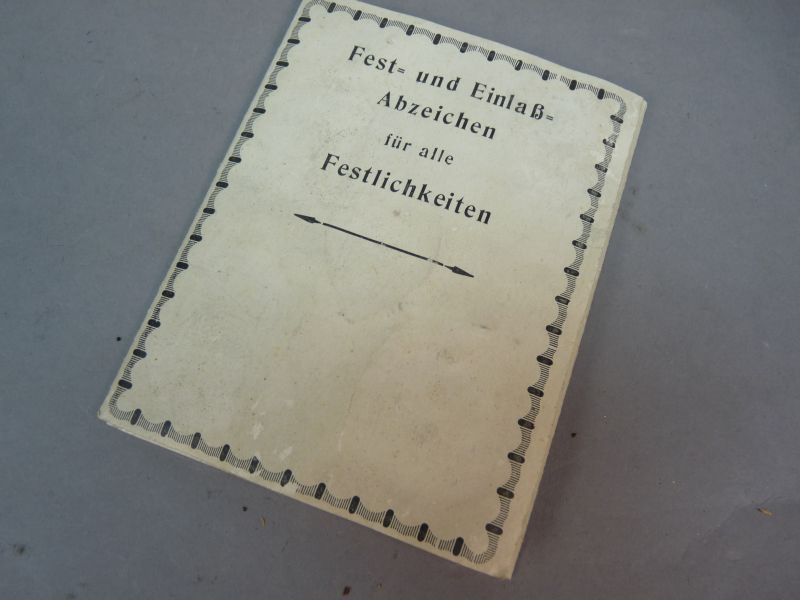 Fest= und Einlaß=
Abzeichen
für alle
Festlichkeiten